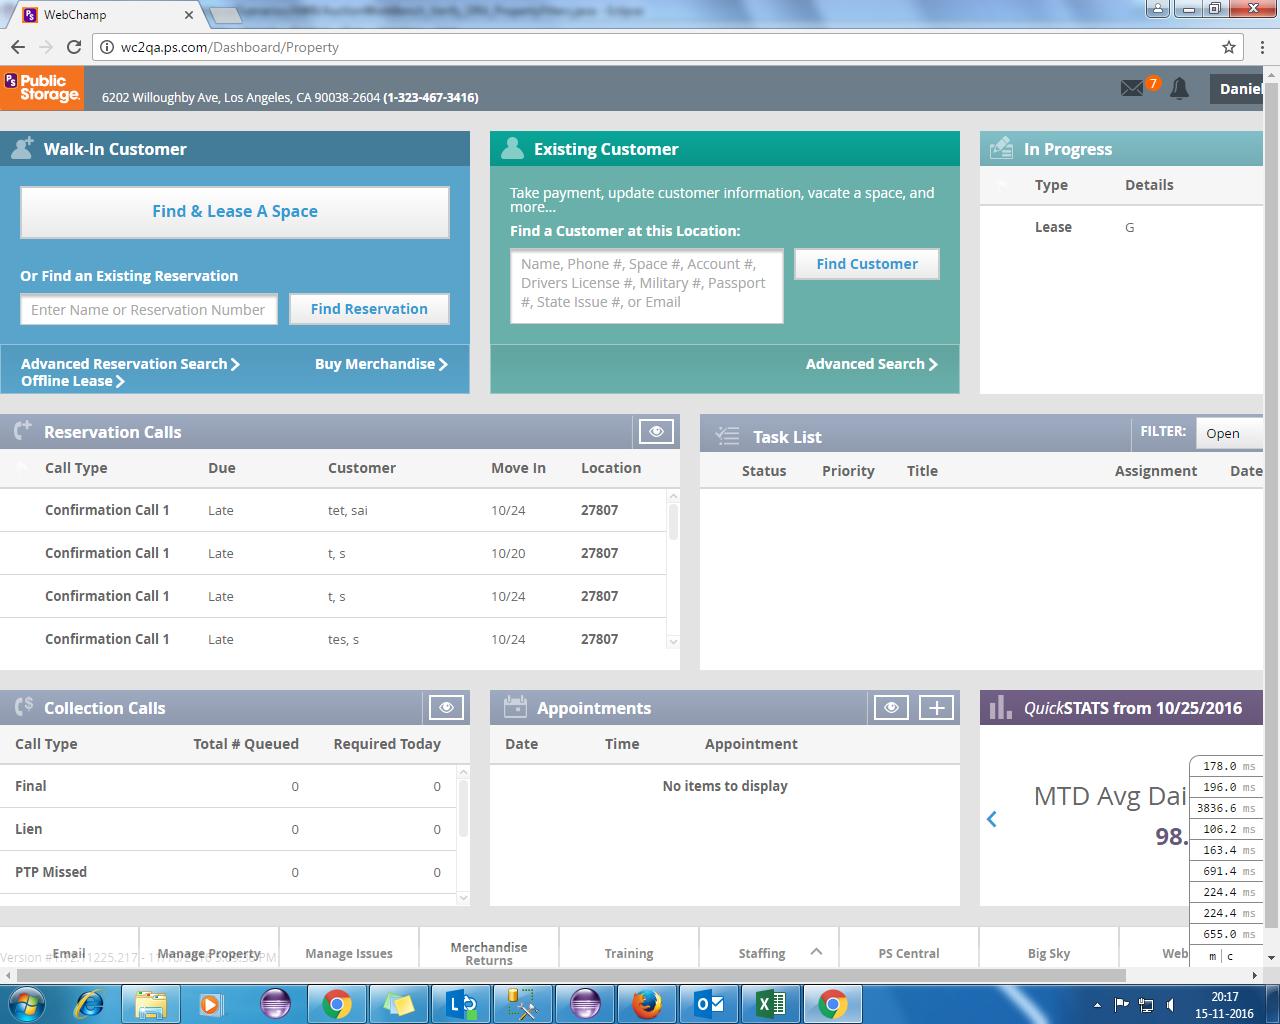 WebChamp
wc2qa.ps.com/Dashboard/Property
PS Public Storage.
6202 Willoughby Ave, Los Angeles, CA 90038-2604 (1-323-467-3416)
7
Daniel
Walk-In Customer
Find & Lease A Space
Or Find an Existing Reservation
Enter Name or Reservation Number
Find Reservation
Advanced Reservation Search
Buy Merchandise
Offline Lease
Existing Customer
Take payment, update customer information, vacate a space, and
more...
Find a Customer at this Location:
Name, Phone #, Space #, Account #,
Drivers License #, Military #, Passport
#, State Issue #, or Email
Find Customer
Advanced Search
In Progress
Type Details
Lease G
Reservation Calls
Call Type Due Customer Move In Location
Confirmation Call 1 Late tet, sai 10/24 27807
Confirmation Call 1 Late t, s 10/20 27807
Confirmation Call 1 Late t, s 10/24 27807
Confirmation Call 1 Late tes, s 10/24 27807
Task List
FILTER: Open
Status Priority Title Assignment Date
Collection Calls
Call Type Total # Queued Required Today
Final 0 0
Lien 0 0
PTP Missed 0 0
Appointments
Date Time Appointment
No items to display
QuickSTATS from 10/25/2016
MTD Avg Dai
98.
178.0 ms
196.0 ms
3836.6 ms
106.2 ms
163.4 ms
691.4 ms
224.4 ms
224.4 ms
655.0 ms
m | c
Email
Manage Property
Manage Issues
Merchandise
Returns
Training
Staffing
PS Central
Big Sky
Web
20:17
15-11-2016